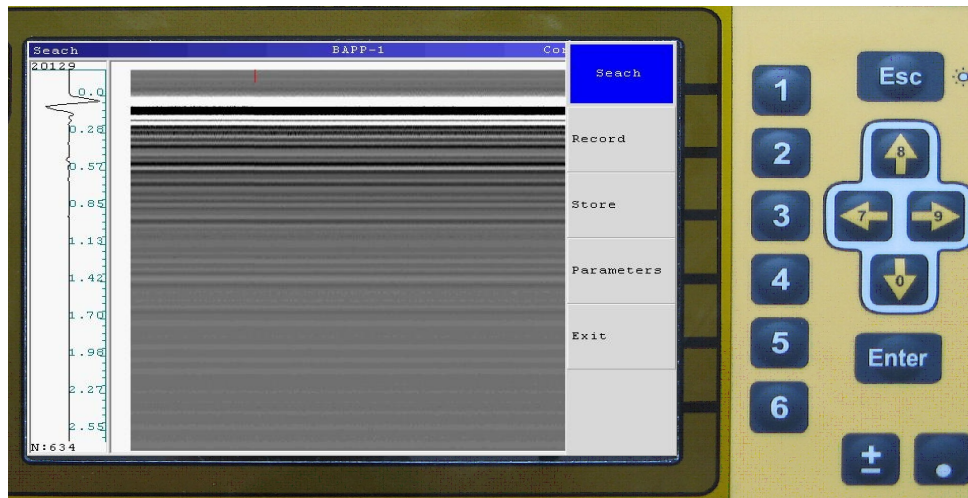 Seach BAPP-1
20129
0.0
0.28
0.57
0.85
1.13
1.42
1.70
1.98
2.27
2.55
N:634
Seach
Record
Store
Parameters
Exit
1
2
3
4
5
6
Esc
8
7 9
0
Enter
±
.